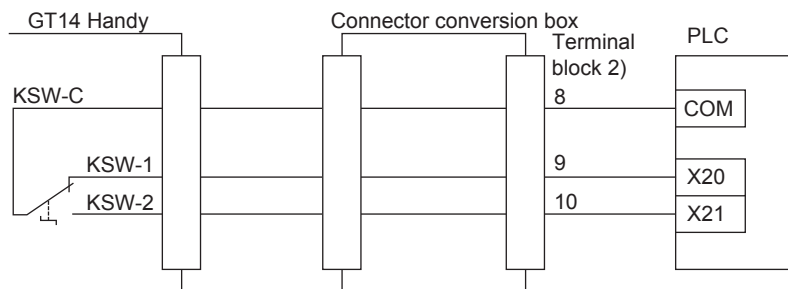 GT14 Handy
Connector conversion box
Terminal
block 2)
PLC
KSW-C
8
COM
KSW-1
9
X20
KSW-2
10
X21